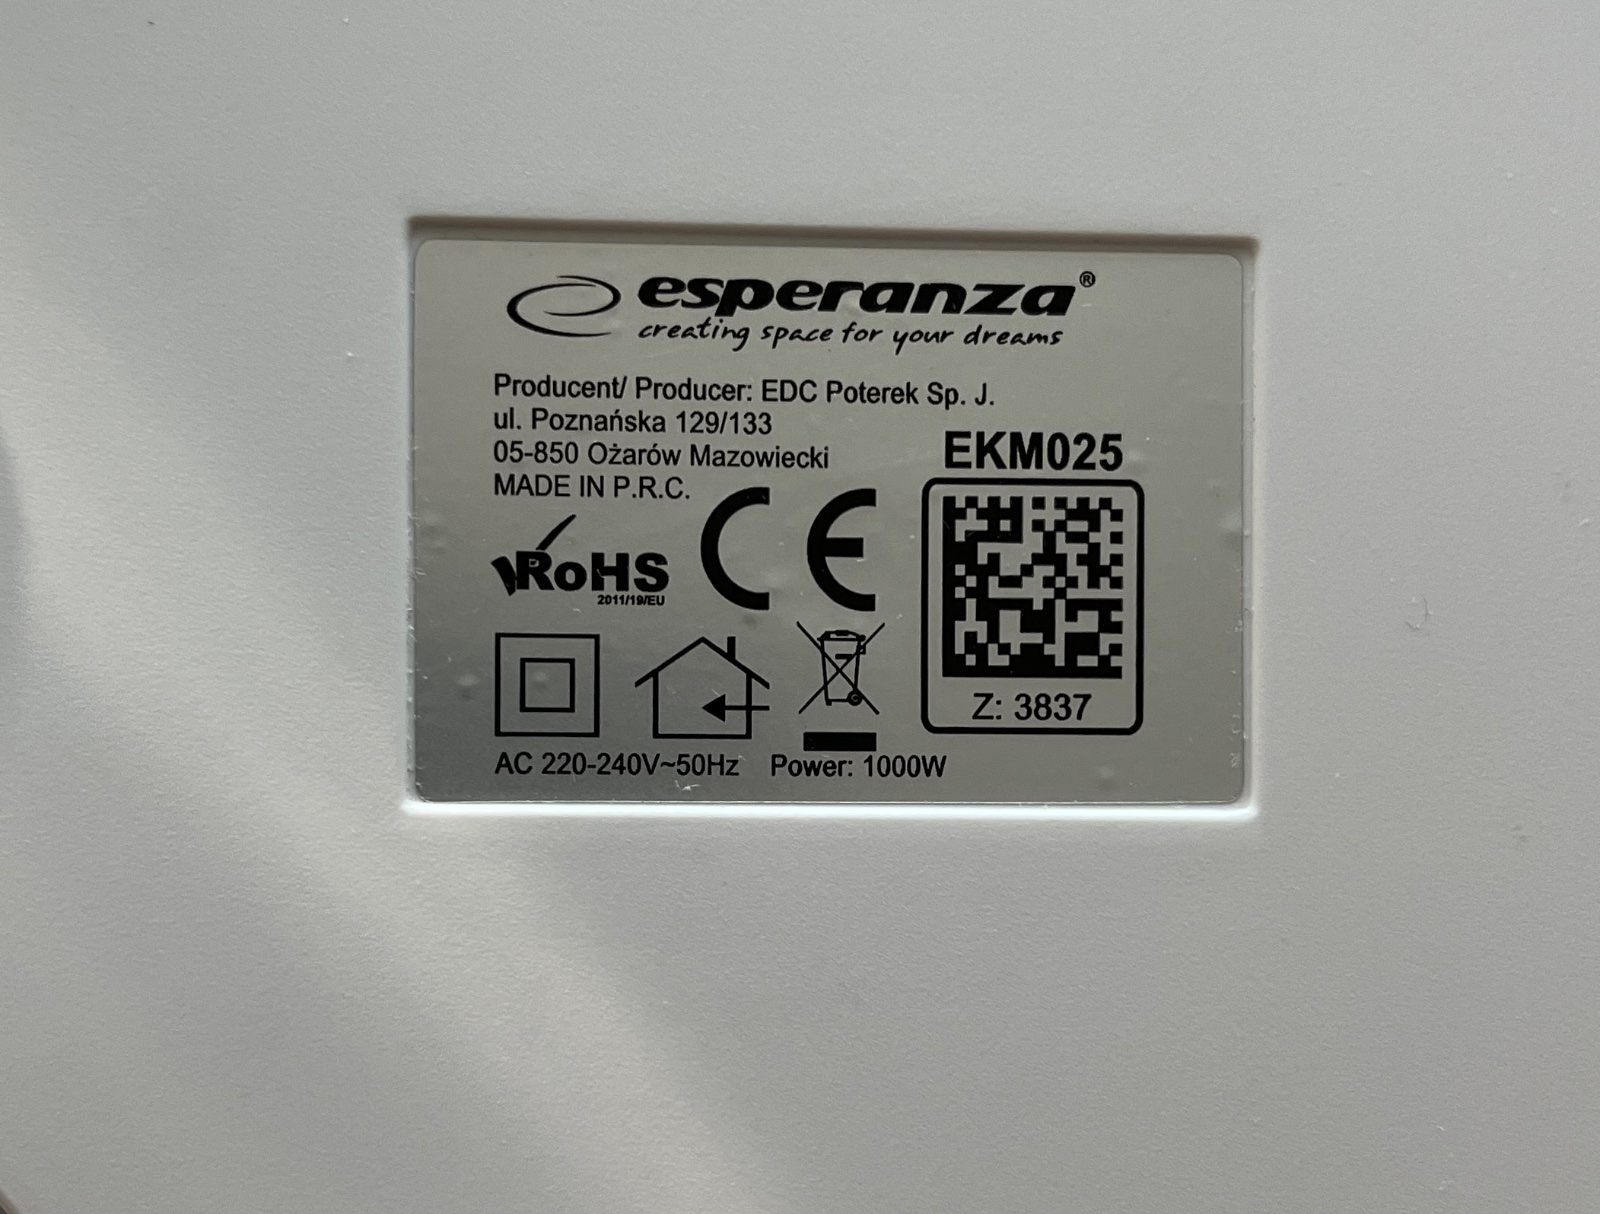 esperanza®
creating space for your dreams
Producent/ Producer: EDC Poterek Sp. J.
ul. Poznańska 129/133
05-850 Ożarów Mazowiecki
MADE IN P.R.C.
EKM025
RoHS
2011/19/EU
CE
Z: 3837
AC 220-240V~50Hz Power: 1000W